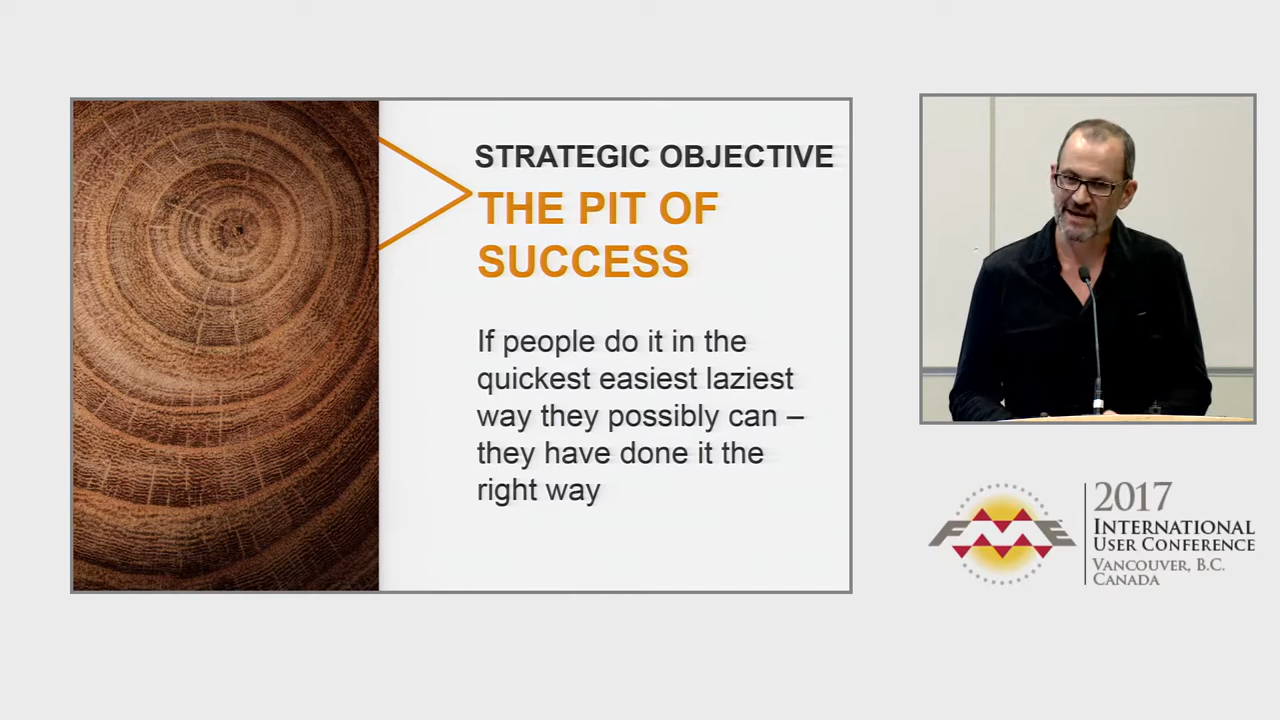 STRATEGIC OBJECTIVE
THE PIT OF
SUCCESS
If people do it in the
quickest easiest laziest
way they possibly can –
they have done it the
right way
FME
2017
INTERNATIONAL
USER CONFERENCE
VANCOUVER, B.C.
CANADA